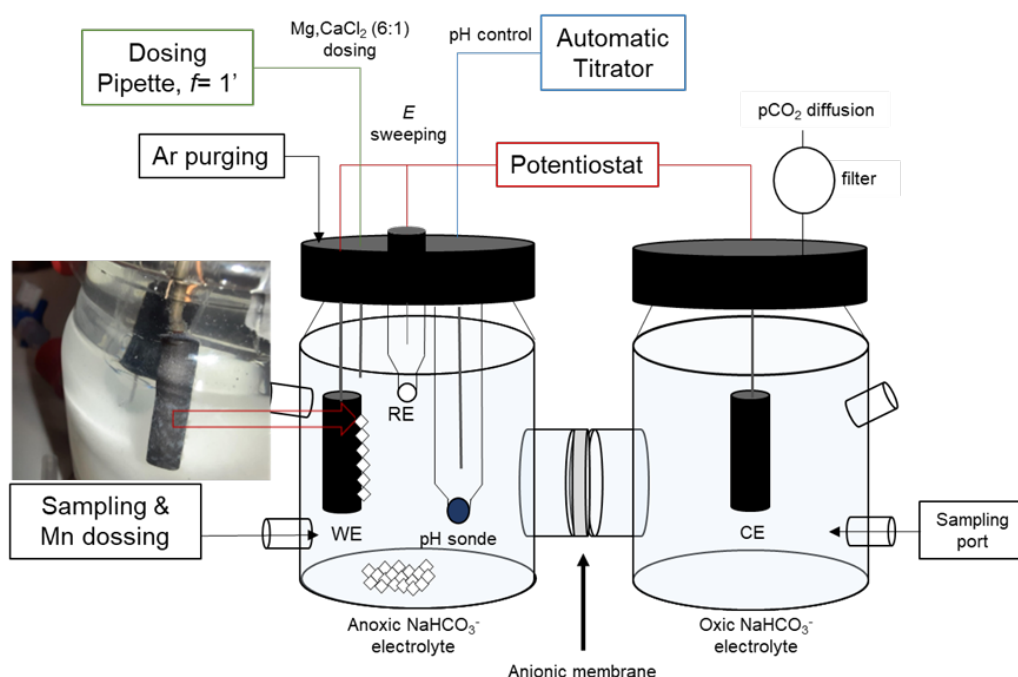 Mg,CaCl2 (6:1)
dosing
pH control
Automatic
Titrator
Dosing
Pipette, f= 1’
E
sweeping
pCO2 diffusion
Ar purging
Potentiostat
filter
RE
Sampling &
Mn dossing
WE
pH sonde
CE
Sampling
port
Anoxic NaHCO3-
electrolyte
Oxic NaHCO3-
electrolyte
Anionic membrane